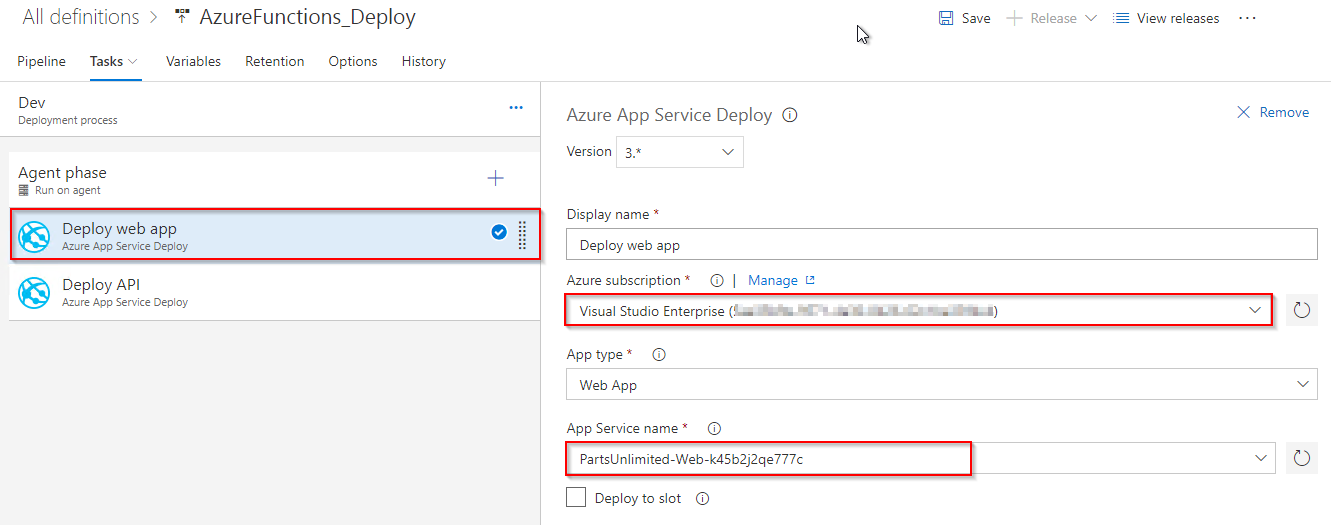 All definitions > AzureFunctions_Deploy
Save
Release
View releases
Pipeline
Tasks
Variables
Retention
Options
History
Dev
Deployment process
Agent phase
Run on agent
Deploy web app
Azure App Service Deploy
Deploy API
Azure App Service Deploy
Azure App Service Deploy
Remove
Version
3.*
Display name *
Deploy web app
Azure subscription * | Manage
Visual Studio Enterprise (
App type *
Web App
App Service name *
PartsUnlimited-Web-k45b2j2qe777c
Deploy to slot